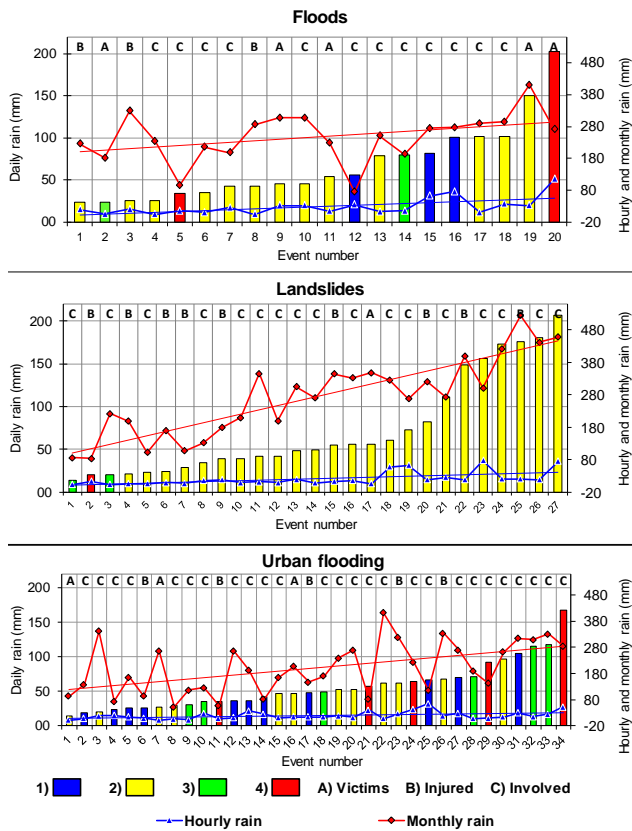 Floods
B A B C C C C B A C A C C C C C C C A A
200
150
100
50
00
Daily rain (mm)
480
380
280
180
80
-20
Hourly and monthly rain (mm)
1 2 3 4 5 6 7 8 9 10 11 12 13 14 15 16 17 18 19 20
Event number
Landslides
C B C B C C C C B C C C C C B C A C C B C B C C B C C
200
150
100
50
00
Daily rain (mm)
480
380
280
180
80
-20
Hourly and monthly rain (mm)
1 2 3 4 5 6 7 8 9 10 11 12 13 14 15 16 17 18 19 20 21 22 23 24 25 26 27
Event number
Urban flooding
A C C C C B A C C C B C C C C A B C C C C C C B C C B C C C C C C C
200
150
100
50
00
Daily rain (mm)
480
380
280
180
80
-20
Hourly and monthly rain (mm)
1 2 3 4 5 6 7 8 9 10 11 12 13 14 15 16 17 18 19 20 21 22 23 24 25 26 27 28 29 30 31 32 33 34
Event number
1) 2) 3) 4) A) Victims B) Injured C) Involved
Hourly rain Monthly rain